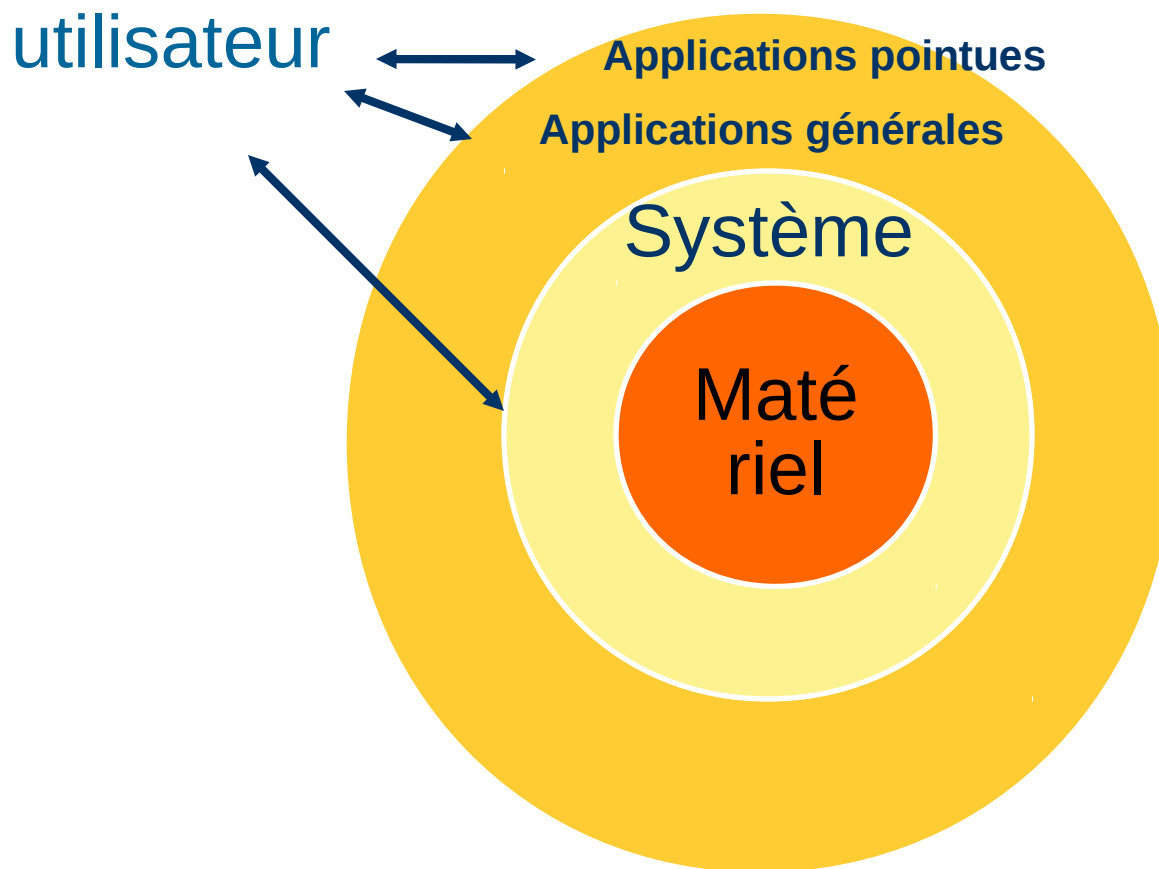 utilisateur
Applications pointues
Applications générales
Système
Maté
riel